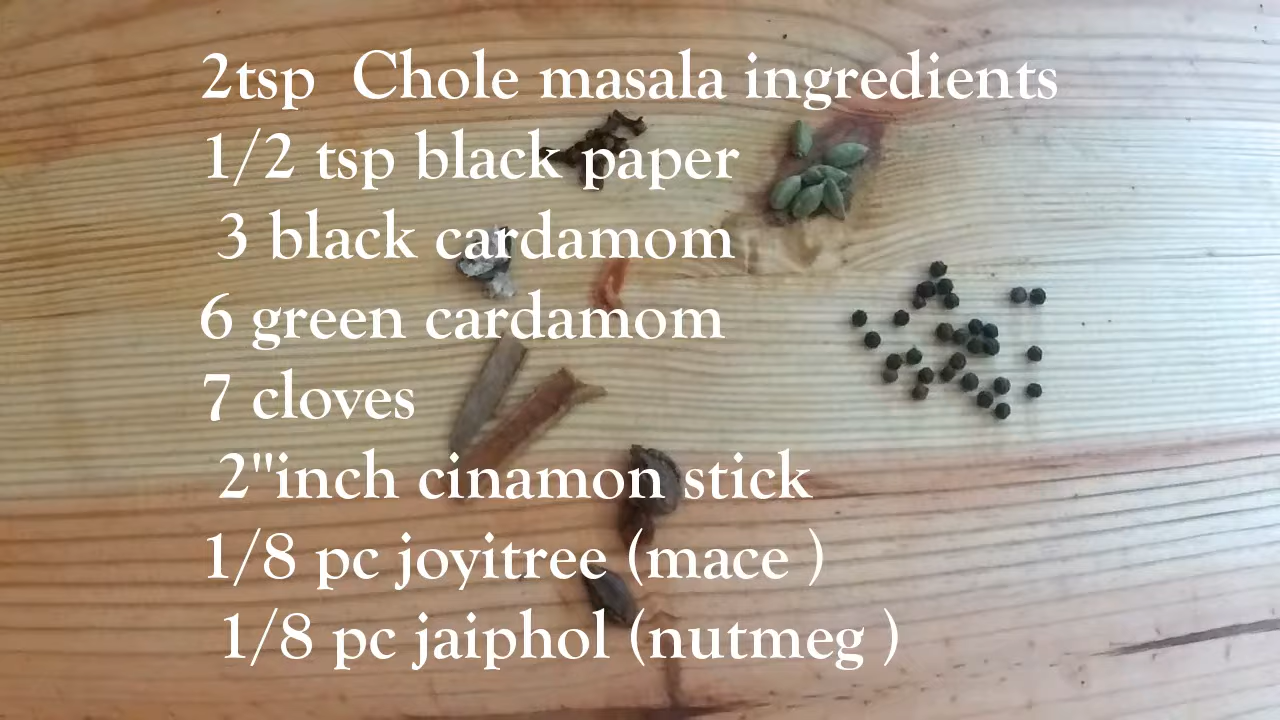 2tsp Chole masala ingredients
1/2 tsp black paper
3 black cardamom
6 green cardamom
7 cloves
2"inch cinamon stick
1/8 pc joyitree (mace )
1/8 pc jaiphol (nutmeg )